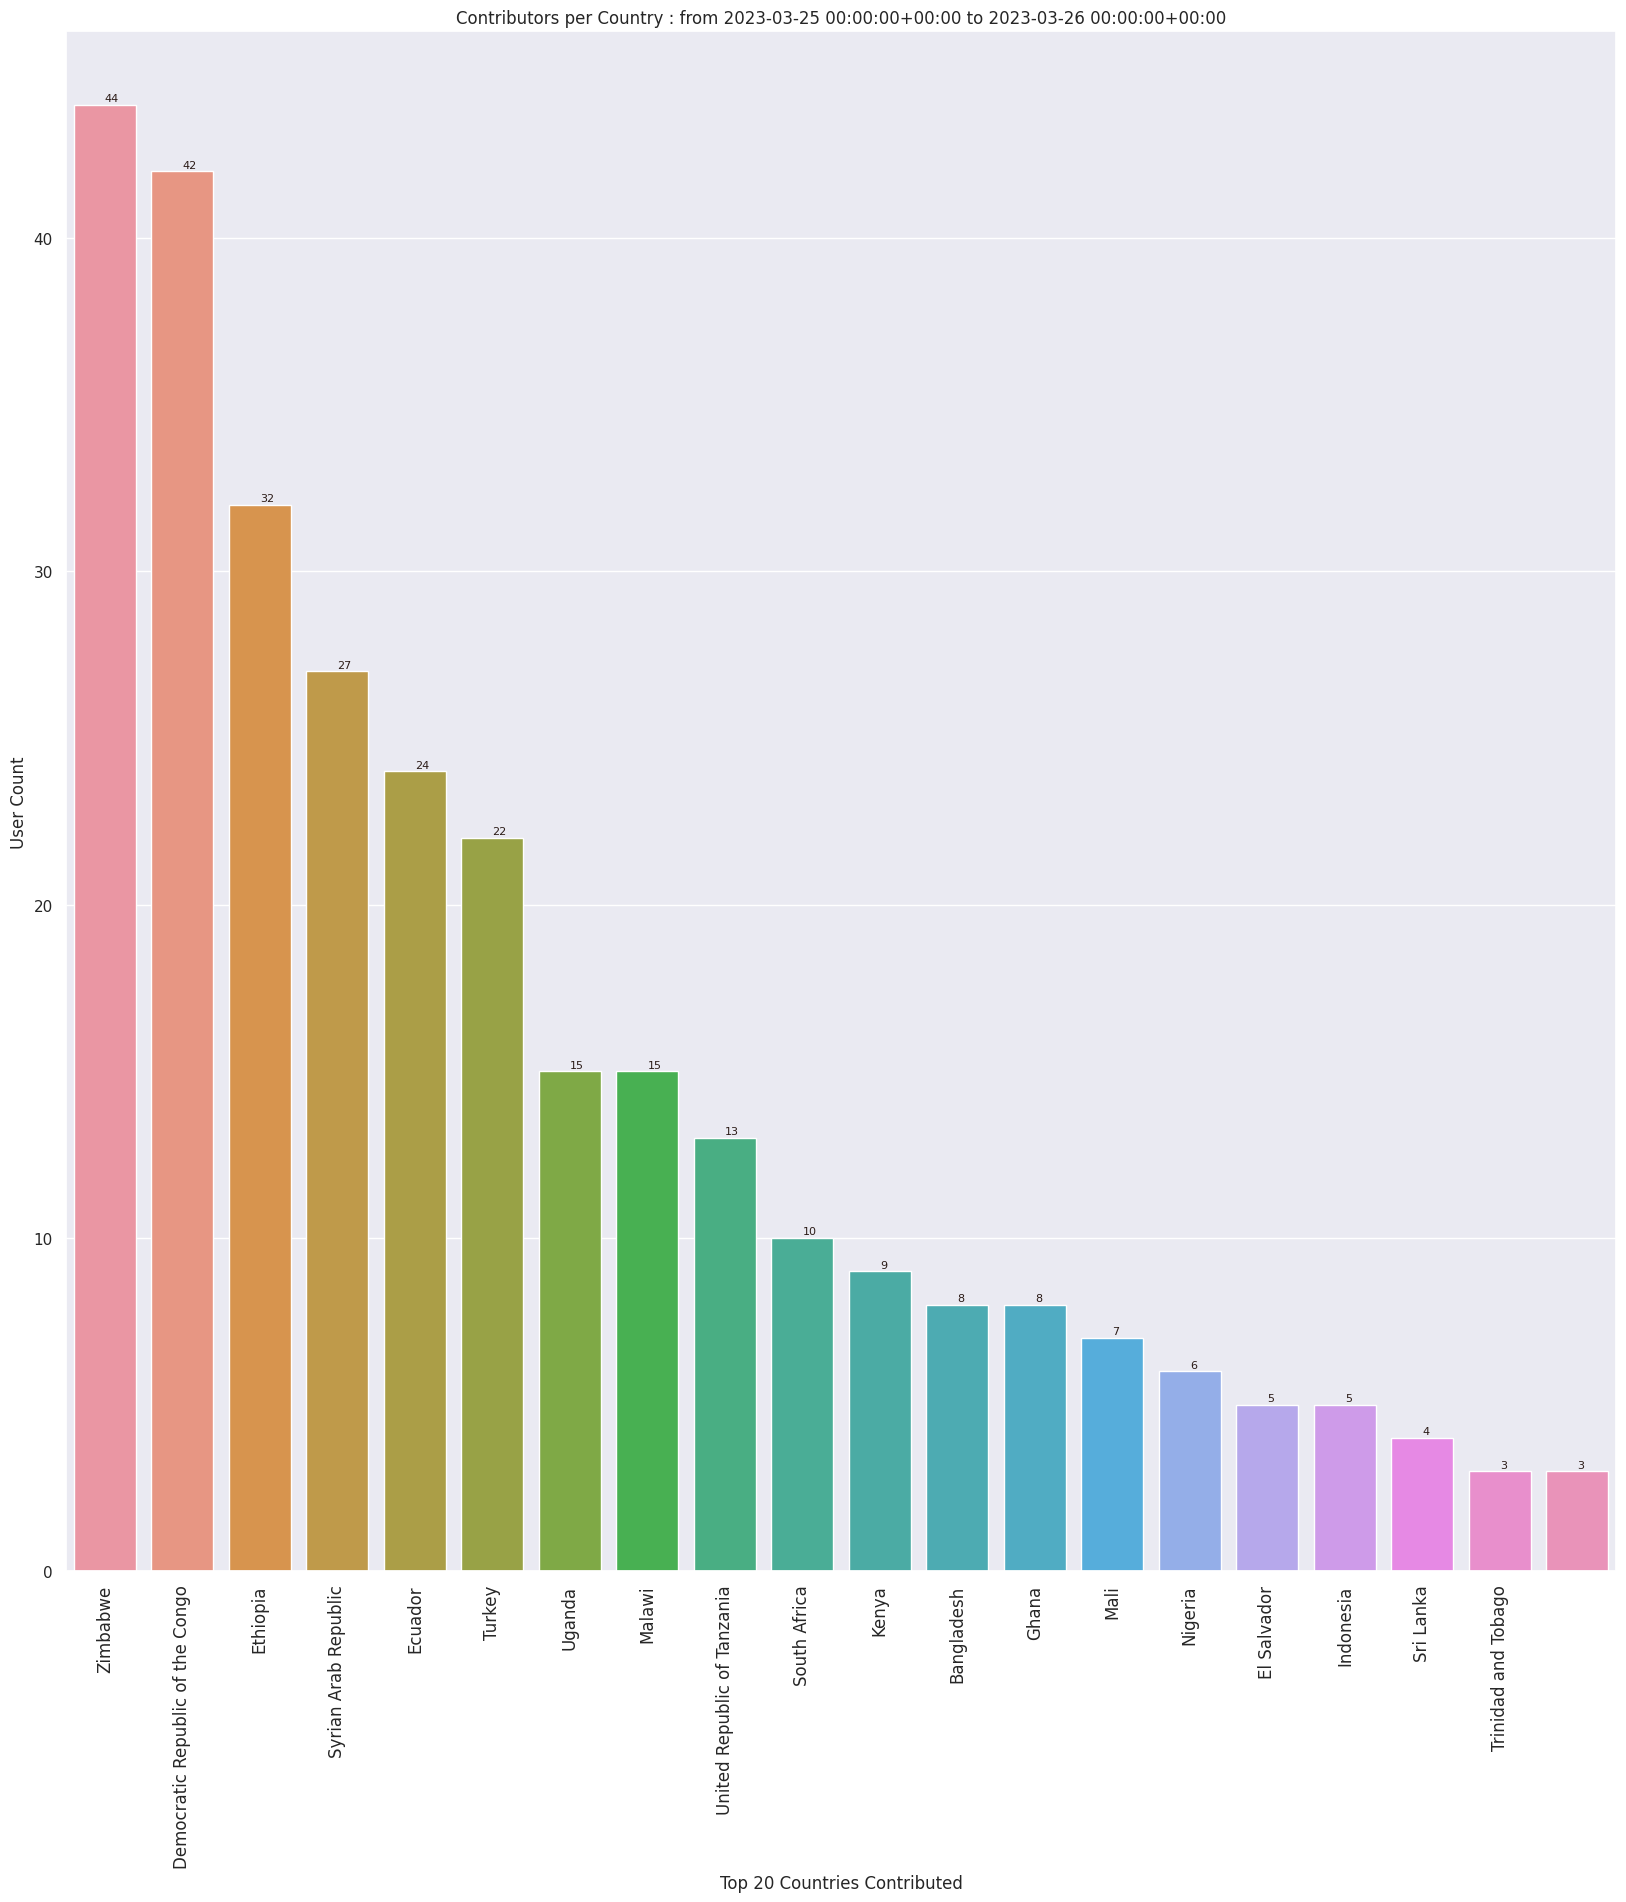 Contributors per Country : from 2023-03-25 00:00:00+00:00 to 2023-03-26 00:00:00+00:00
User Count
40
30
20
10
0
44
42
32
27
24
22
15
15
13
10
9
8
8
7
6
5
5
4
3
3
Zimbabwe
Democratic Republic of the Congo
Ethiopia
Syrian Arab Republic
Ecuador
Turkey
Uganda
Malawi
United Republic of Tanzania
South Africa
Kenya
Bangladesh
Ghana
Mali
Nigeria
El Salvador
Indonesia
Sri Lanka
Trinidad and Tobago
Top 20 Countries Contributed